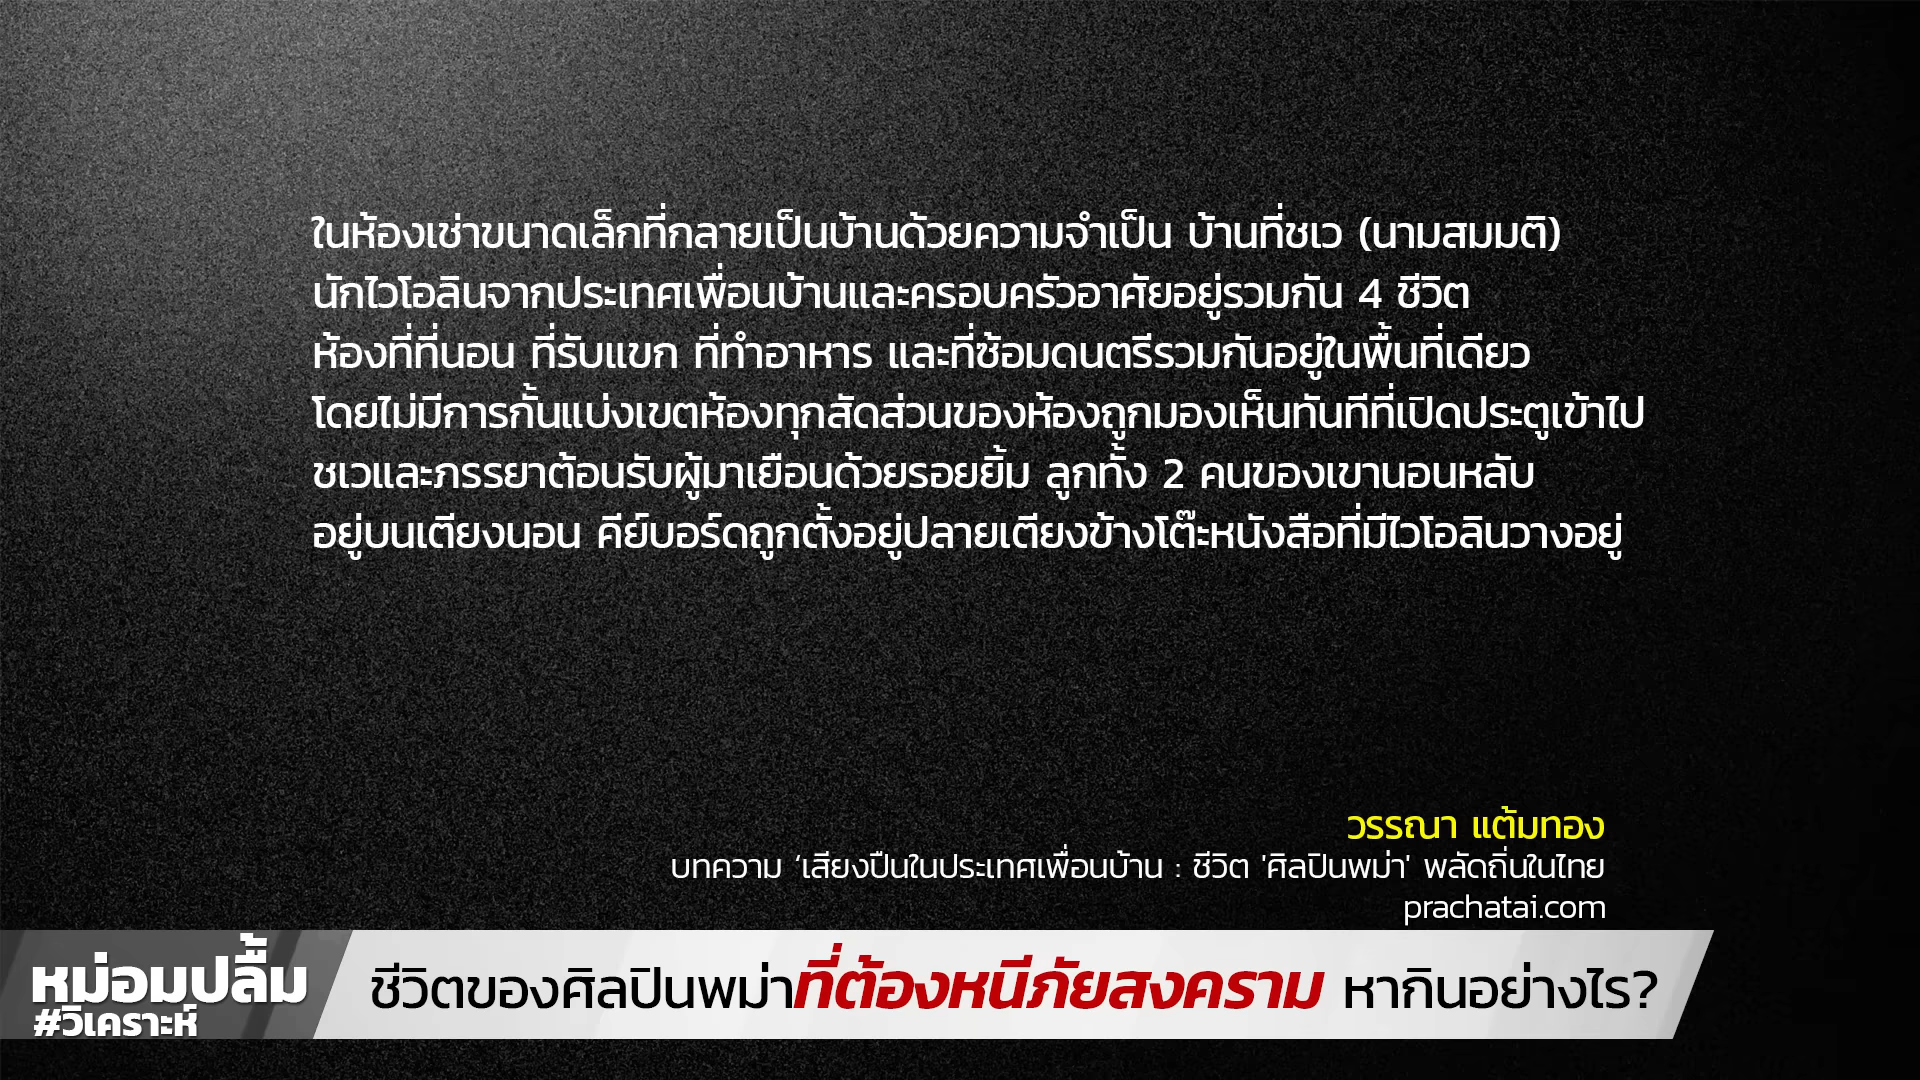 ในห้องเช่าขนาดเล็กที่กลายเป็นบ้านด้วยความจำเป็น บ้านที่ชเว (นามสมมติ)
นักไวโอลินจากประเทศเพื่อนบ้านและครอบครัวอาศัยอยู่รวมกัน 4 ชีวิต
ห้องที่ที่นอน ที่รับแขก ที่ทำอาหาร และที่ซ้อมดนตรีรวมกันอยู่ในพื้นที่เดียว
โดยไม่มีการกั้นแบ่งเขตห้องทุกสัดส่วนของห้องถูกมองเห็นทันทีที่เปิดประตูเข้าไป
ชเวและภรรยาต้อนรับผู้มาเยือนด้วยรอยยิ้ม ลูกทั้ง 2 คนของเขานอนหลับ
อยู่บนเตียงนอน คีย์บอร์ดถูกตั้งอยู่ปลายเตียงข้างโต๊ะหนังสือที่มีไวโอลินวางอยู่
วรรณา แต้มทอง
บทความ ‘เสียงปืนในประเทศเพื่อนบ้าน : ชีวิต 'ศิลปินพม่า' พลัดถิ่นในไทย
prachatai.com
หม่อมปลื้ม
#วิเคราะห์
ชีวิตของศิลปินพม่าที่ต้องหนีภัยสงคราม หากินอย่างไร?